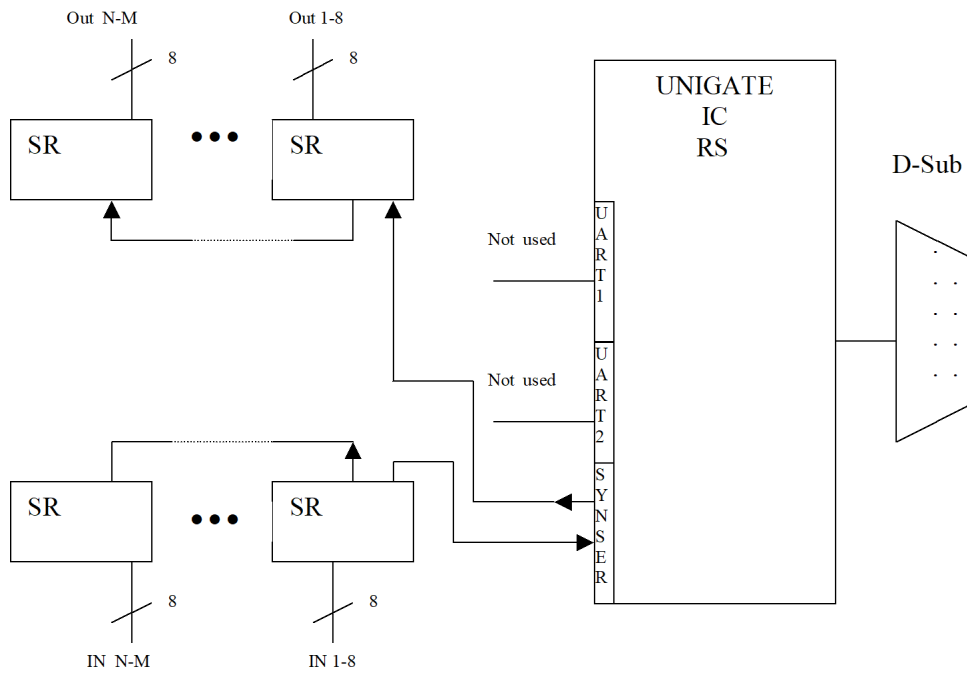 Out N-M
Out 1-8
8
8
SR
SR
UNIGATE
IC
RS
D-Sub
Not used
UART1
Not used
UART2
SYNSER
SR
SR
8
8
IN N-M
IN 1-8